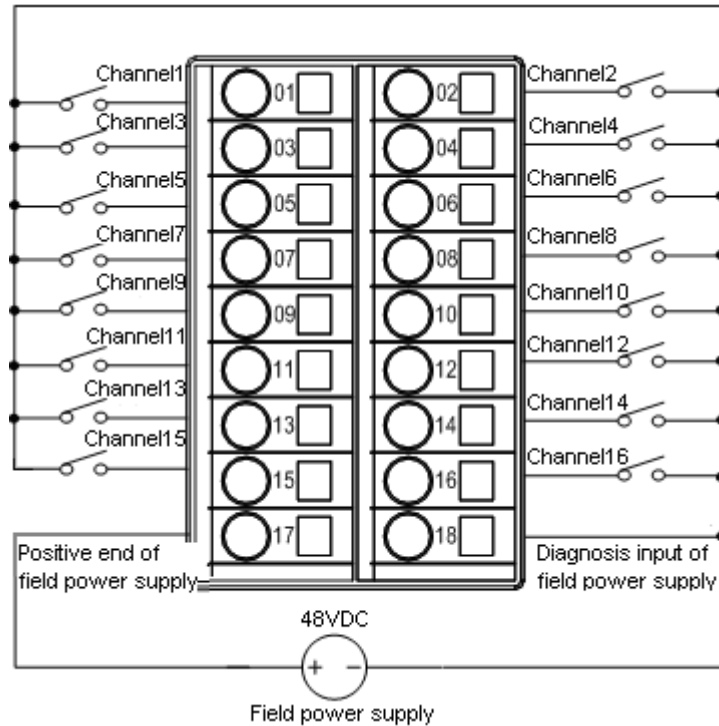 Channel1
01
02
Channel2
Channel3
03
04
Channel4
Channel5
05
06
Channel6
Channel7
07
08
Channel8
Channel9
09
10
Channel10
Channel11
11
12
Channel12
Channel13
13
14
Channel14
Channel15
15
16
Channel16
17
18
Positive end of
field power supply
Diagnosis input of
field power supply
48VDC
+ −
Field power supply